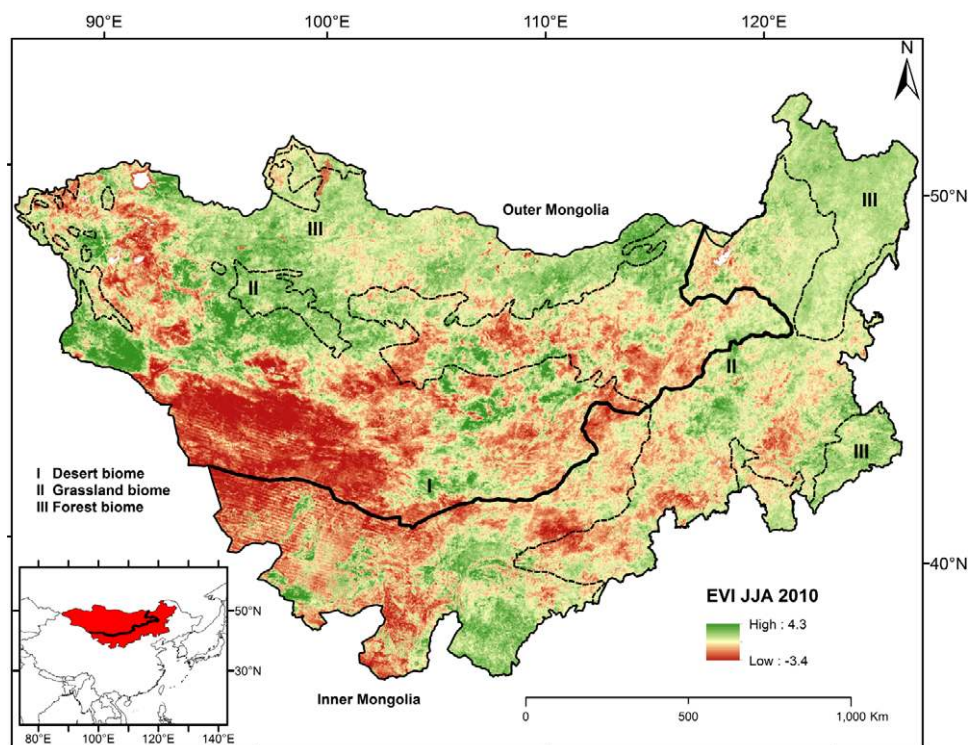 90°E 100°E 110°E 120°E
N
50°N
Outer Mongolia
III
III
II
II
III
I
I Desert biome
II Grassland biome
III Forest biome
40°N
EVI JJA 2010
High : 4.3
Low : -3.4
50°N
30°N
Inner Mongolia
0 500 1,000 Km
80°E 100°E 120°E 140°E